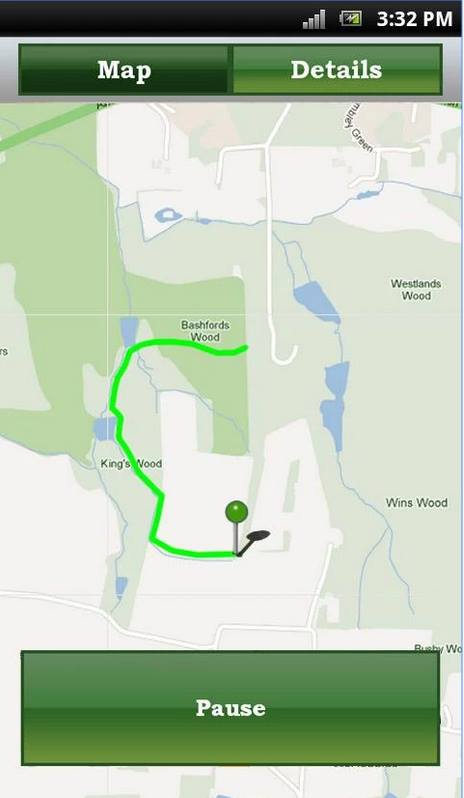 3:32 PM
Map
Details
Green
Westlands
Wood
Bashfords
Wood
rs
King's Wood
Wins Wood
Busby Wo
Pause